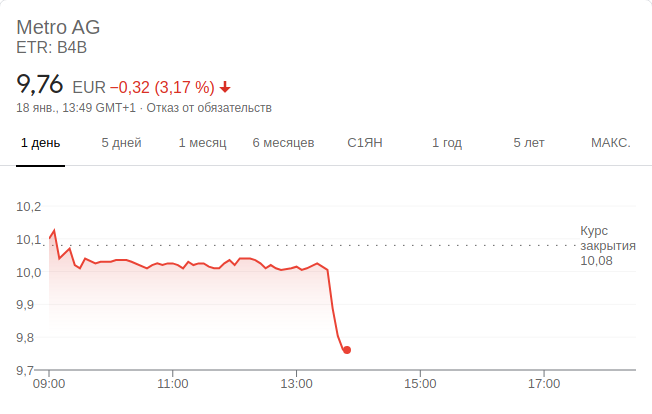 Metro AG
ETR: B4B
9,76 EUR −0,32 (3,17 %)
18 янв., 13:49 GMT+1 · Отказ от обязательств
1 день 5 дней 1 месяц 6 месяцев С1ЯН 1 год 5 лет МАКС.
10,2
Курс
10,1
закрытия
10,08
10,0
9,9
9,8
9,7
09:00 11:00 13:00 15:00 17:00